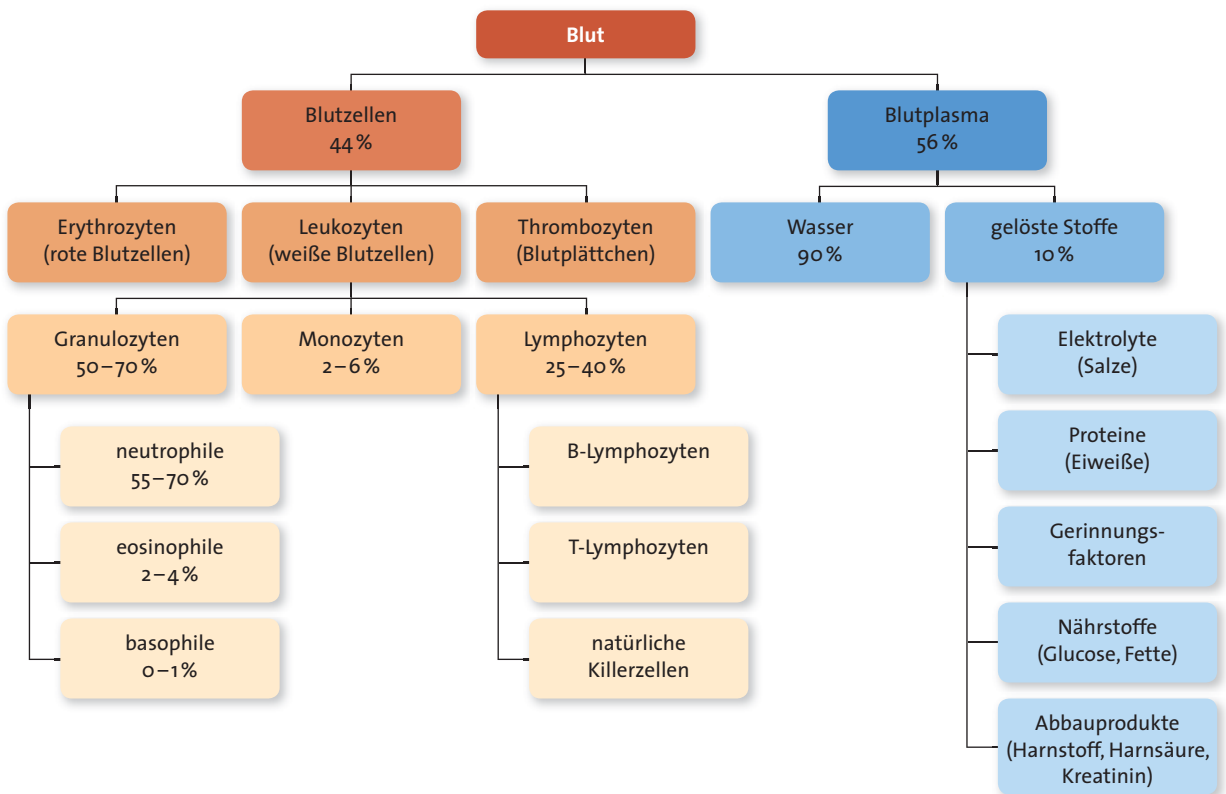 Blut
Blutzellen
44 %
Blutplasma
56 %
Erythrozyten
(rote Blutzellen)
Leukozyten
(weiße Blutzellen)
Thrombozyten
(Blutplättchen)
Wasser
90 %
gelöste Stoffe
10 %
Granulozyten
50–70 %
Monozyten
2–6 %
Lymphozyten
25–40 %
neutrophile
55–70 %
eosinophile
2–4 %
basophile
0–1 %
B-Lymphozyten
T-Lymphozyten
natürliche
Killerzellen
Elektrolyte
(Salze)
Proteine
(Eiweiße)
Gerinnungs-
faktoren
Nährstoffe
(Glucose, Fette)
Abbauprodukte
(Harnstoff, Harnsäure,
Kreatinin)